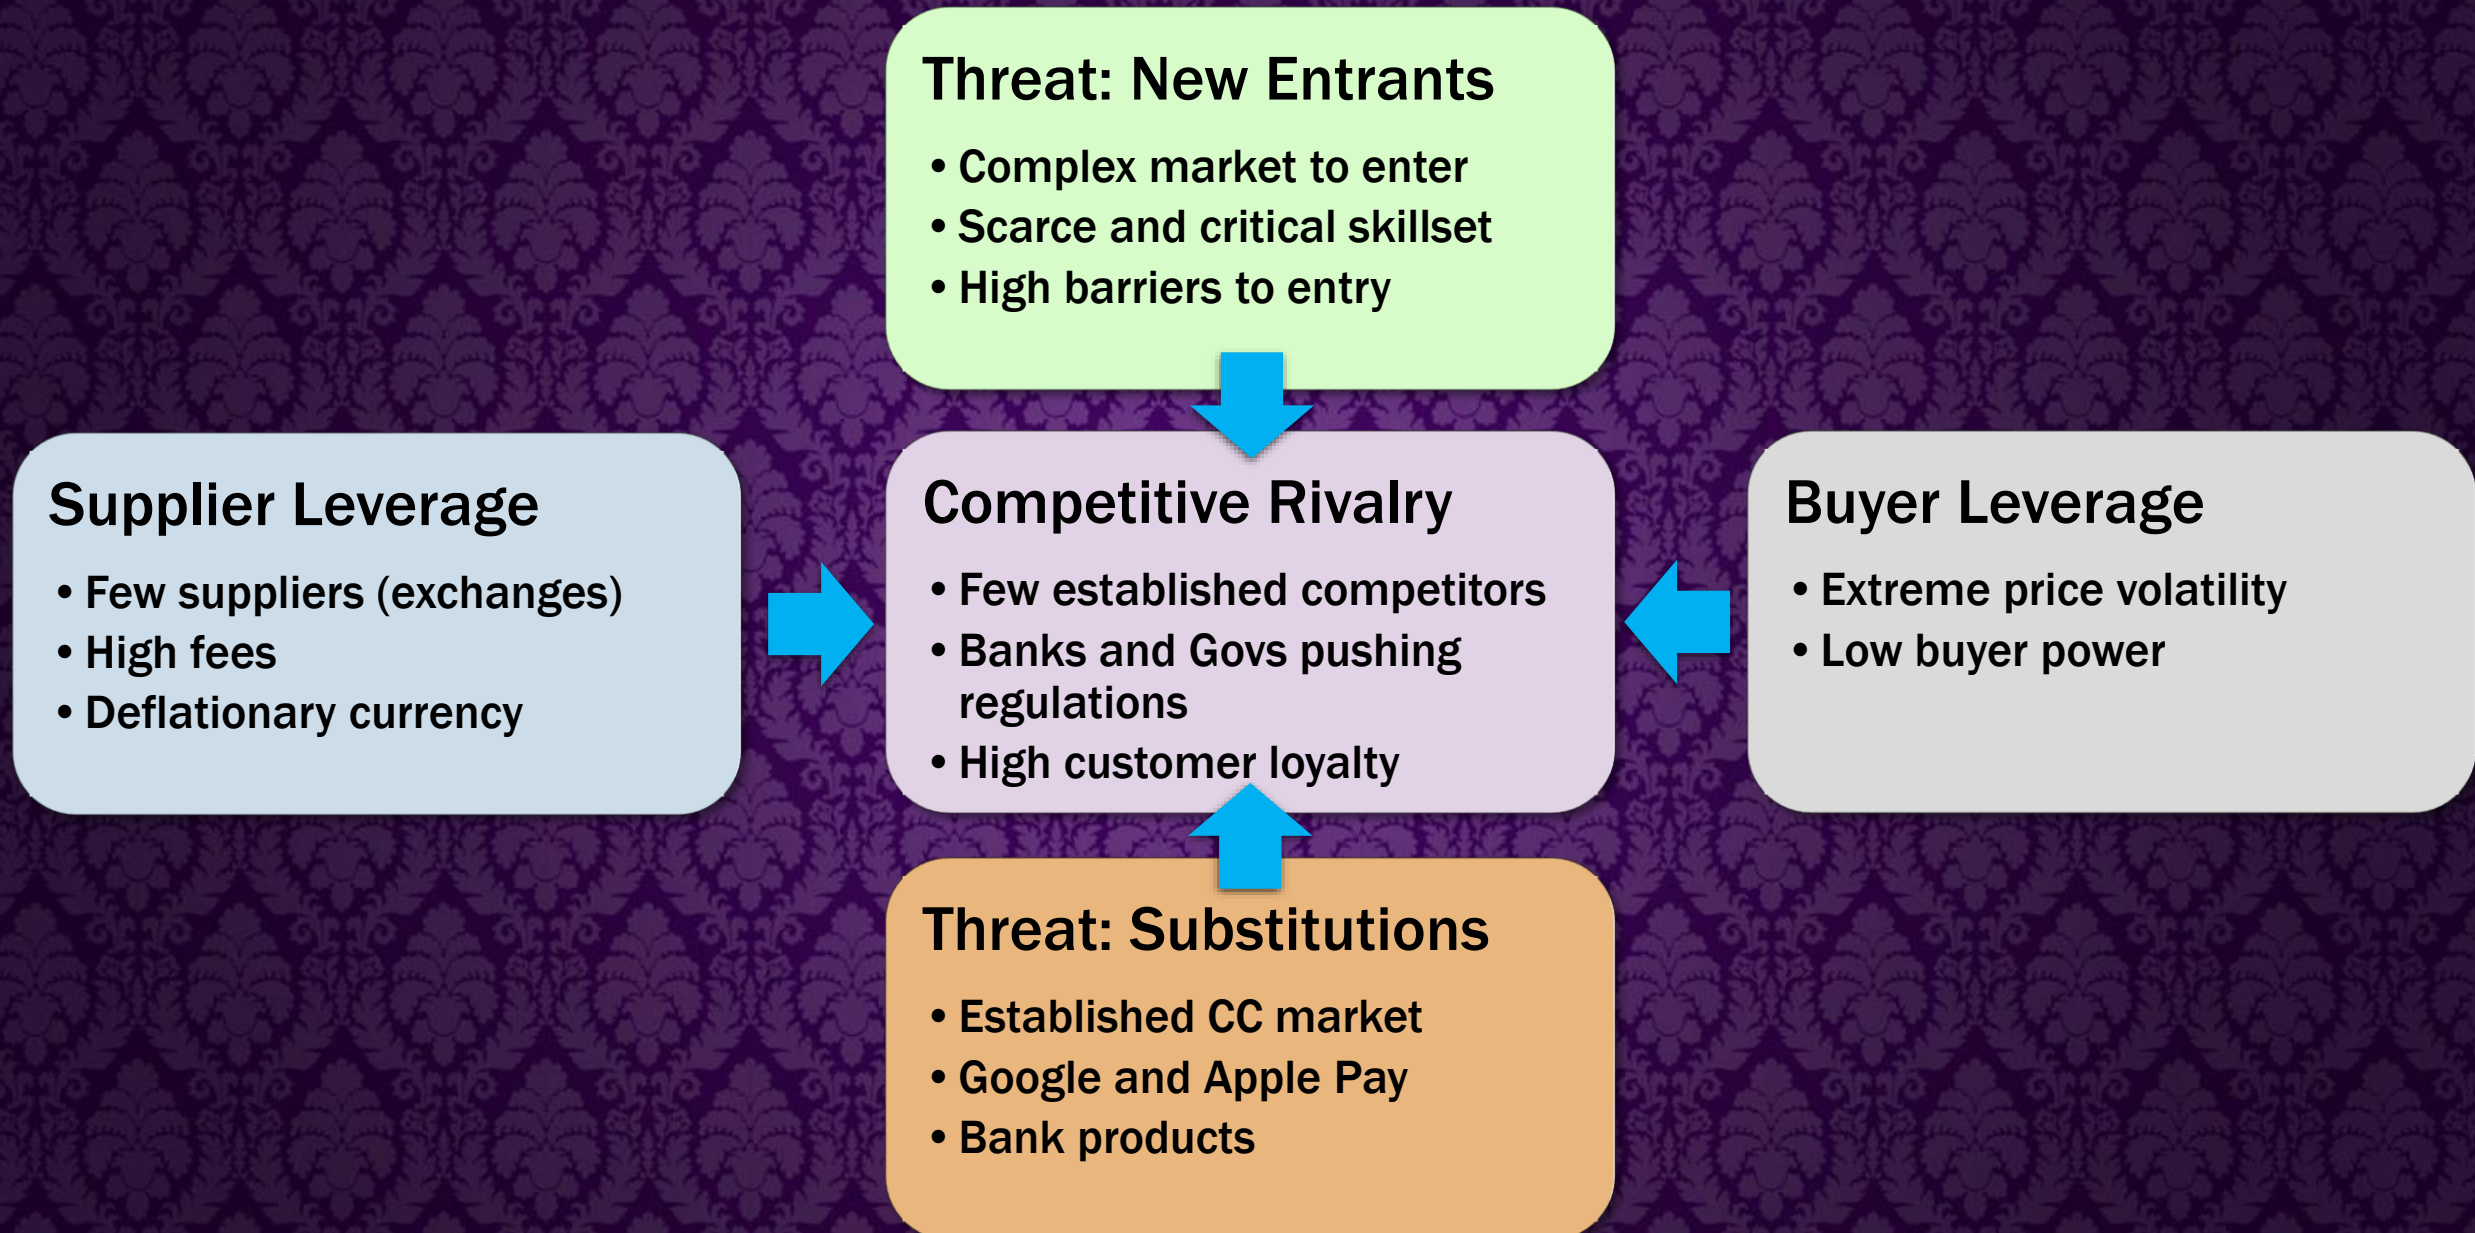 Threat: New Entrants
• Complex market to enter
• Scarce and critical skillset
• High barriers to entry
Supplier Leverage
• Few suppliers (exchanges)
• High fees
• Deflationary currency
Competitive Rivalry
• Few established competitors
• Banks and Govs pushing
regulations
• High customer loyalty
Buyer Leverage
• Extreme price volatility
• Low buyer power
Threat: Substitutions
• Established CC market
• Google and Apple Pay
• Bank products